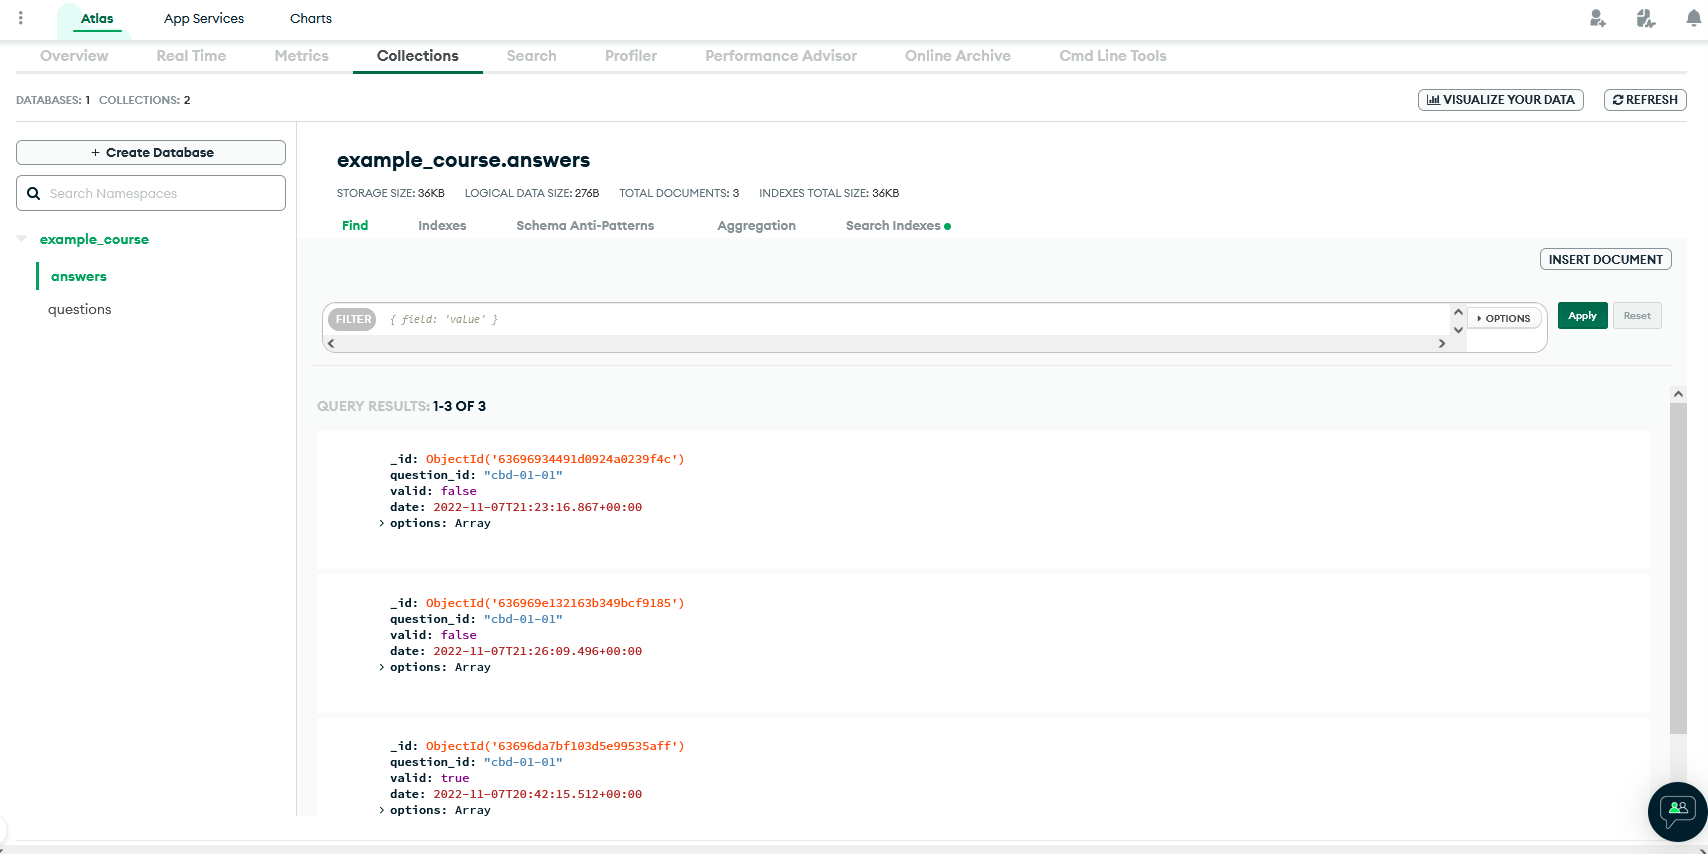 Atlas App Services Charts
Overview Real Time Metrics Collections Search Profiler Performance Advisor Online Archive Cmd Line Tools
DATABASES: 1 COLLECTIONS: 2
VISUALIZE YOUR DATA REFRESH
+ Create Database
Search Namespaces
example_course
answers
questions
example_course.answers
STORAGE SIZE: 36KB LOGICAL DATA SIZE: 276B TOTAL DOCUMENTS: 3 INDEXES TOTAL SIZE: 36KB
Find Indexes Schema Anti-Patterns Aggregation Search Indexes
INSERT DOCUMENT
FILTER { field: 'value' } OPTIONS Apply Reset
QUERY RESULTS: 1-3 OF 3
_id: ObjectId('63696934491d0924a0239f4c')
question_id: "cbd-01-01"
valid: false
date: 2022-11-07T21:23:16.867+00:00
> options: Array
_id: ObjectId('636969e132163b349bcf9185')
question_id: "cbd-01-01"
valid: false
date: 2022-11-07T21:26:09.496+00:00
> options: Array
_id: ObjectId('63696da7bf103d5e99535aff')
question_id: "cbd-01-01"
valid: true
date: 2022-11-07T20:42:15.512+00:00
> options: Array